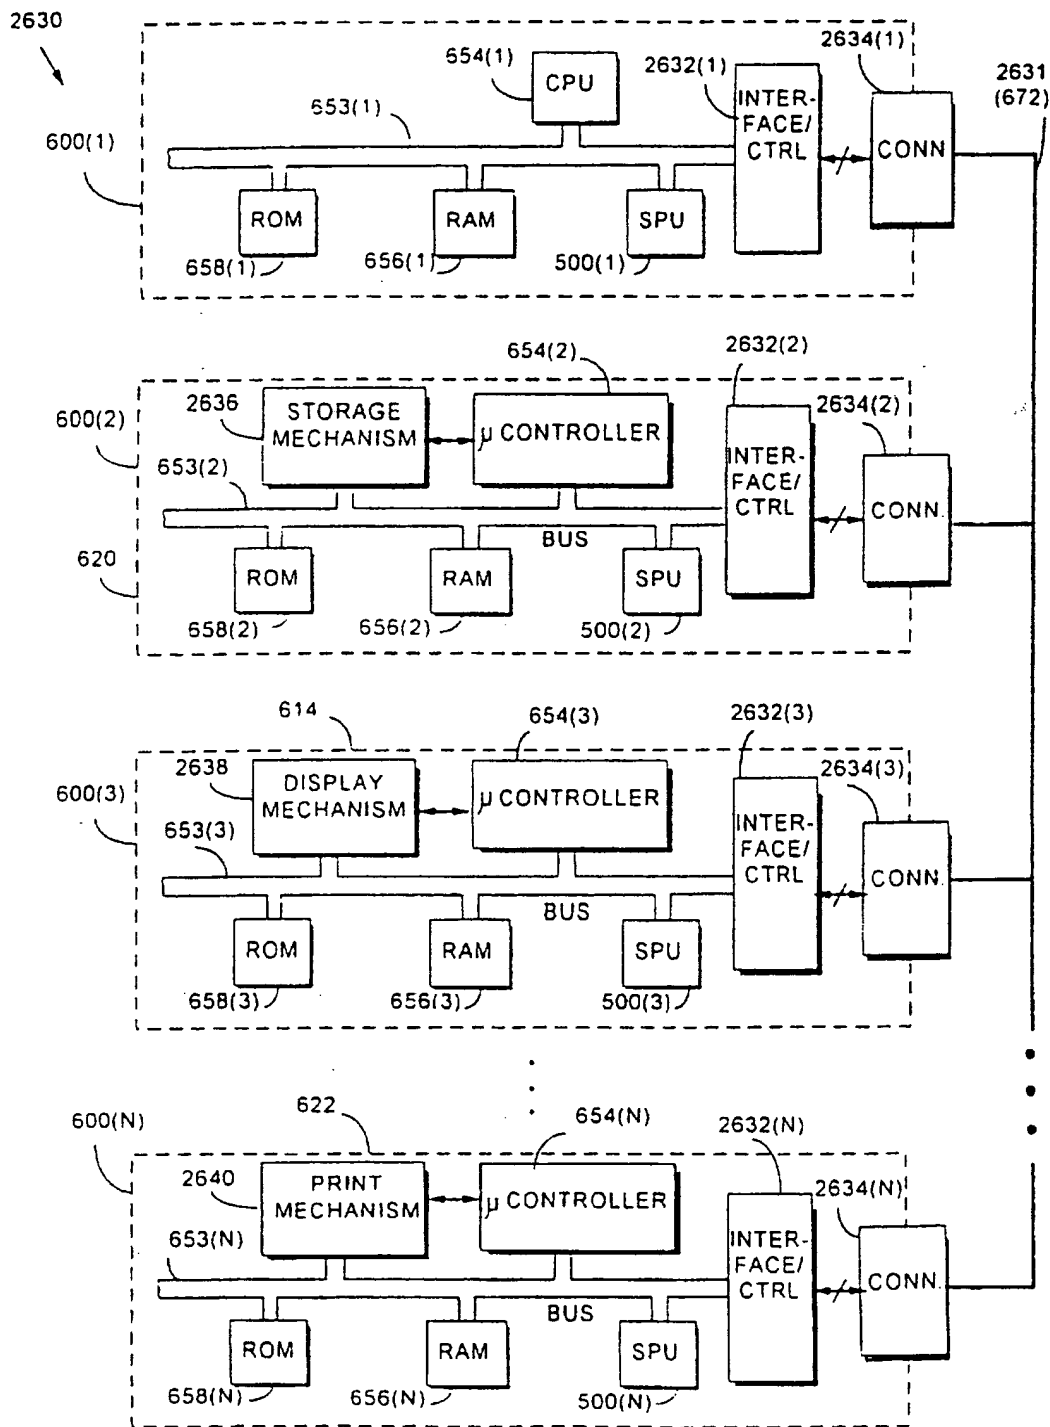 2630
654(1)
2632(1)
2634(1)
2631
(672)
CPU
INTER-
FACE/
CTRL
600(1)
653(1)
CONN
ROM
RAM
SPU
658(1)
656(1)
500(1)
654(2)
2632(2)
600(2)
2636
STORAGE
MECHANISM
μ CONTROLLER
2634(2)
INTER-
FACE/
CTRL
653(2)
CONN.
BUS
620
ROM
RAM
SPU
658(2)
656(2)
500(2)
614
654(3)
2632(3)
600(3)
2638
DISPLAY
MECHANISM
μ CONTROLLER
2634(3)
INTER-
FACE/
CTRL
653(3)
CONN.
BUS
ROM
RAM
SPU
658(3)
656(3)
500(3)
600(N)
622
654(N)
2632(N)
2640
PRINT
MECHANISM
μ CONTROLLER
2634(N)
INTER-
FACE/
CTRL
653(N)
CONN.
BUS
ROM
RAM
SPU
658(N)
656(N)
500(N)